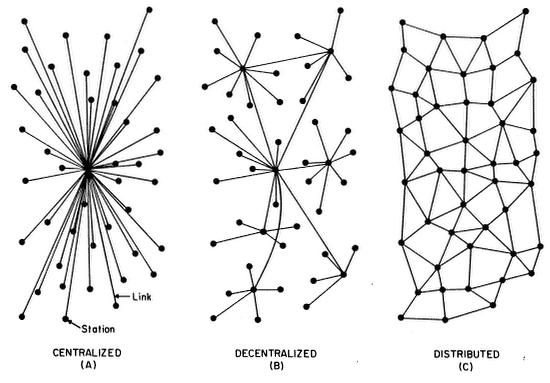 Link
Station
CENTRALIZED
(A)
DECENTRALIZED
(B)
DISTRIBUTED
(C)